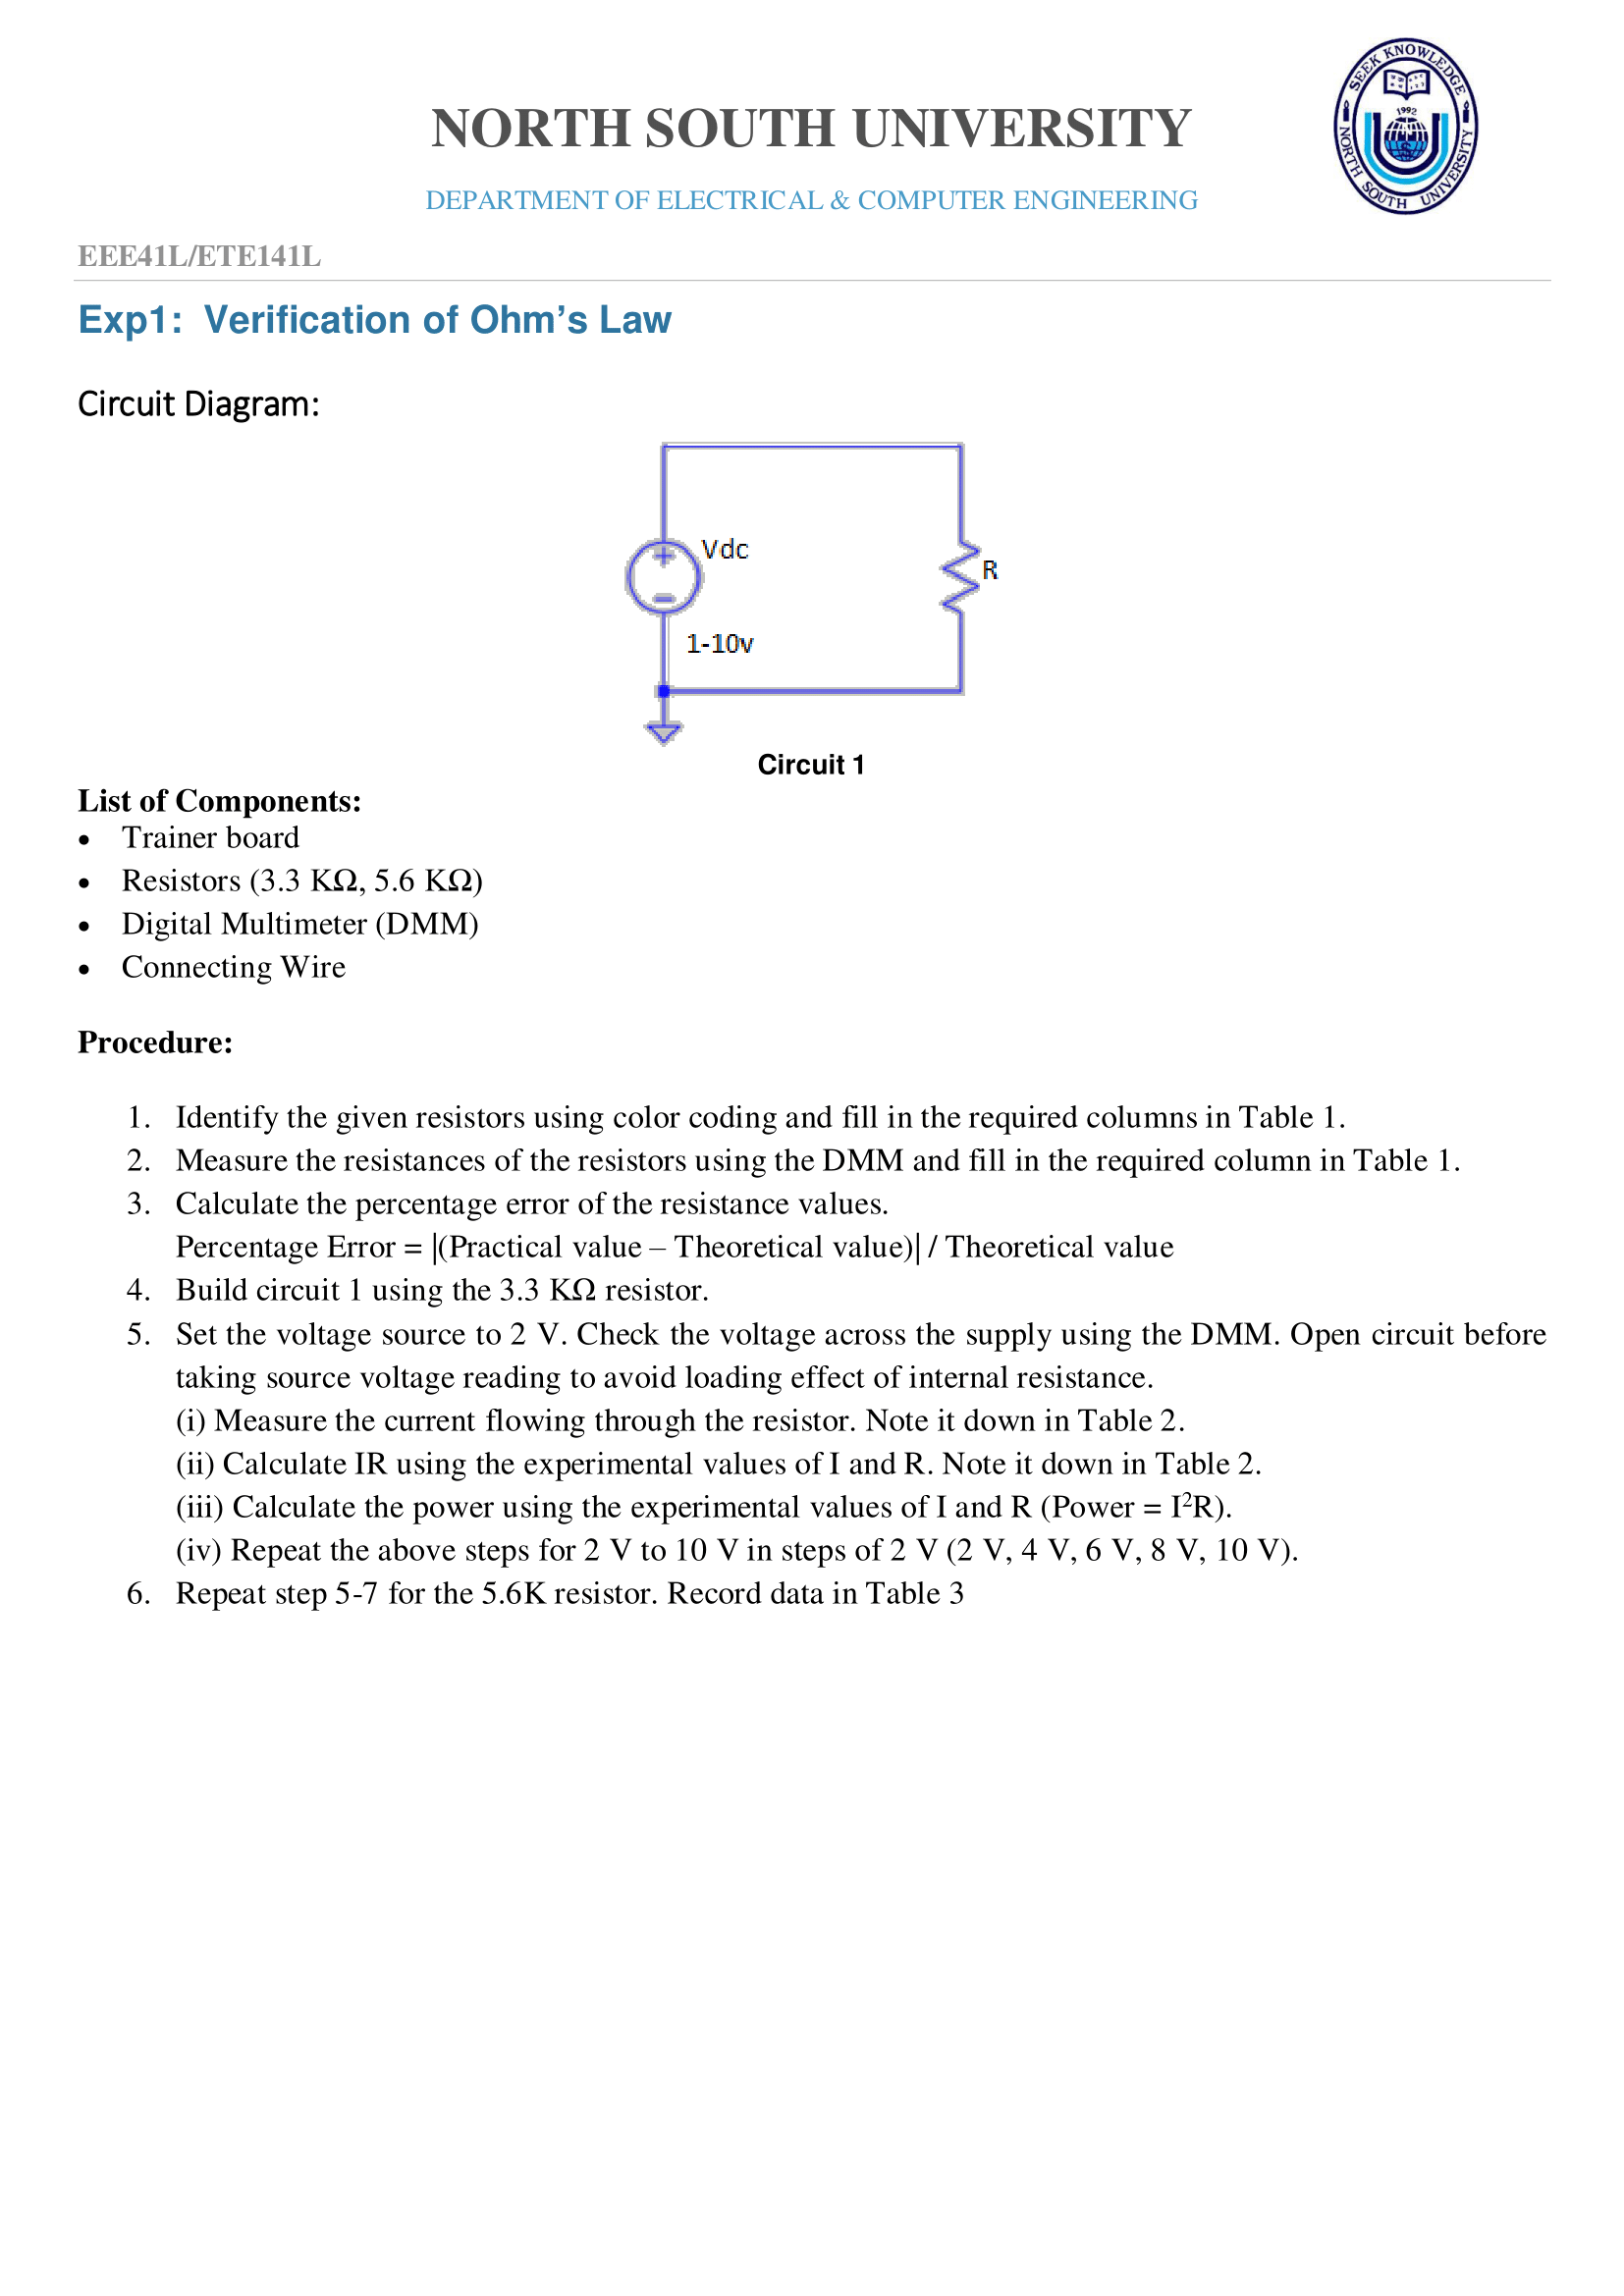 SEEK KNOWLEDGE
1992
NORTH SOUTH UNIVERSITY
NORTH SOUTH UNIVERSITY
DEPARTMENT OF ELECTRICAL & COMPUTER ENGINEERING
EEE41L/ETE141L
Exp1: Verification of Ohm’s Law
Circuit Diagram:
Vdc
R
1-10v
Circuit 1
List of Components:
• Trainer board
• Resistors (3.3 KΩ, 5.6 KΩ)
• Digital Multimeter (DMM)
• Connecting Wire
Procedure:
1. Identify the given resistors using color coding and fill in the required columns in Table 1.
2. Measure the resistances of the resistors using the DMM and fill in the required column in Table 1.
3. Calculate the percentage error of the resistance values.
Percentage Error = |(Practical value – Theoretical value)| / Theoretical value
4. Build circuit 1 using the 3.3 KΩ resistor.
5. Set the voltage source to 2 V. Check the voltage across the supply using the DMM. Open circuit before
taking source voltage reading to avoid loading effect of internal resistance.
(i) Measure the current flowing through the resistor. Note it down in Table 2.
(ii) Calculate IR using the experimental values of I and R. Note it down in Table 2.
(iii) Calculate the power using the experimental values of I and R (Power = I²R).
(iv) Repeat the above steps for 2 V to 10 V in steps of 2 V (2 V, 4 V, 6 V, 8 V, 10 V).
6. Repeat step 5-7 for the 5.6K resistor. Record data in Table 3